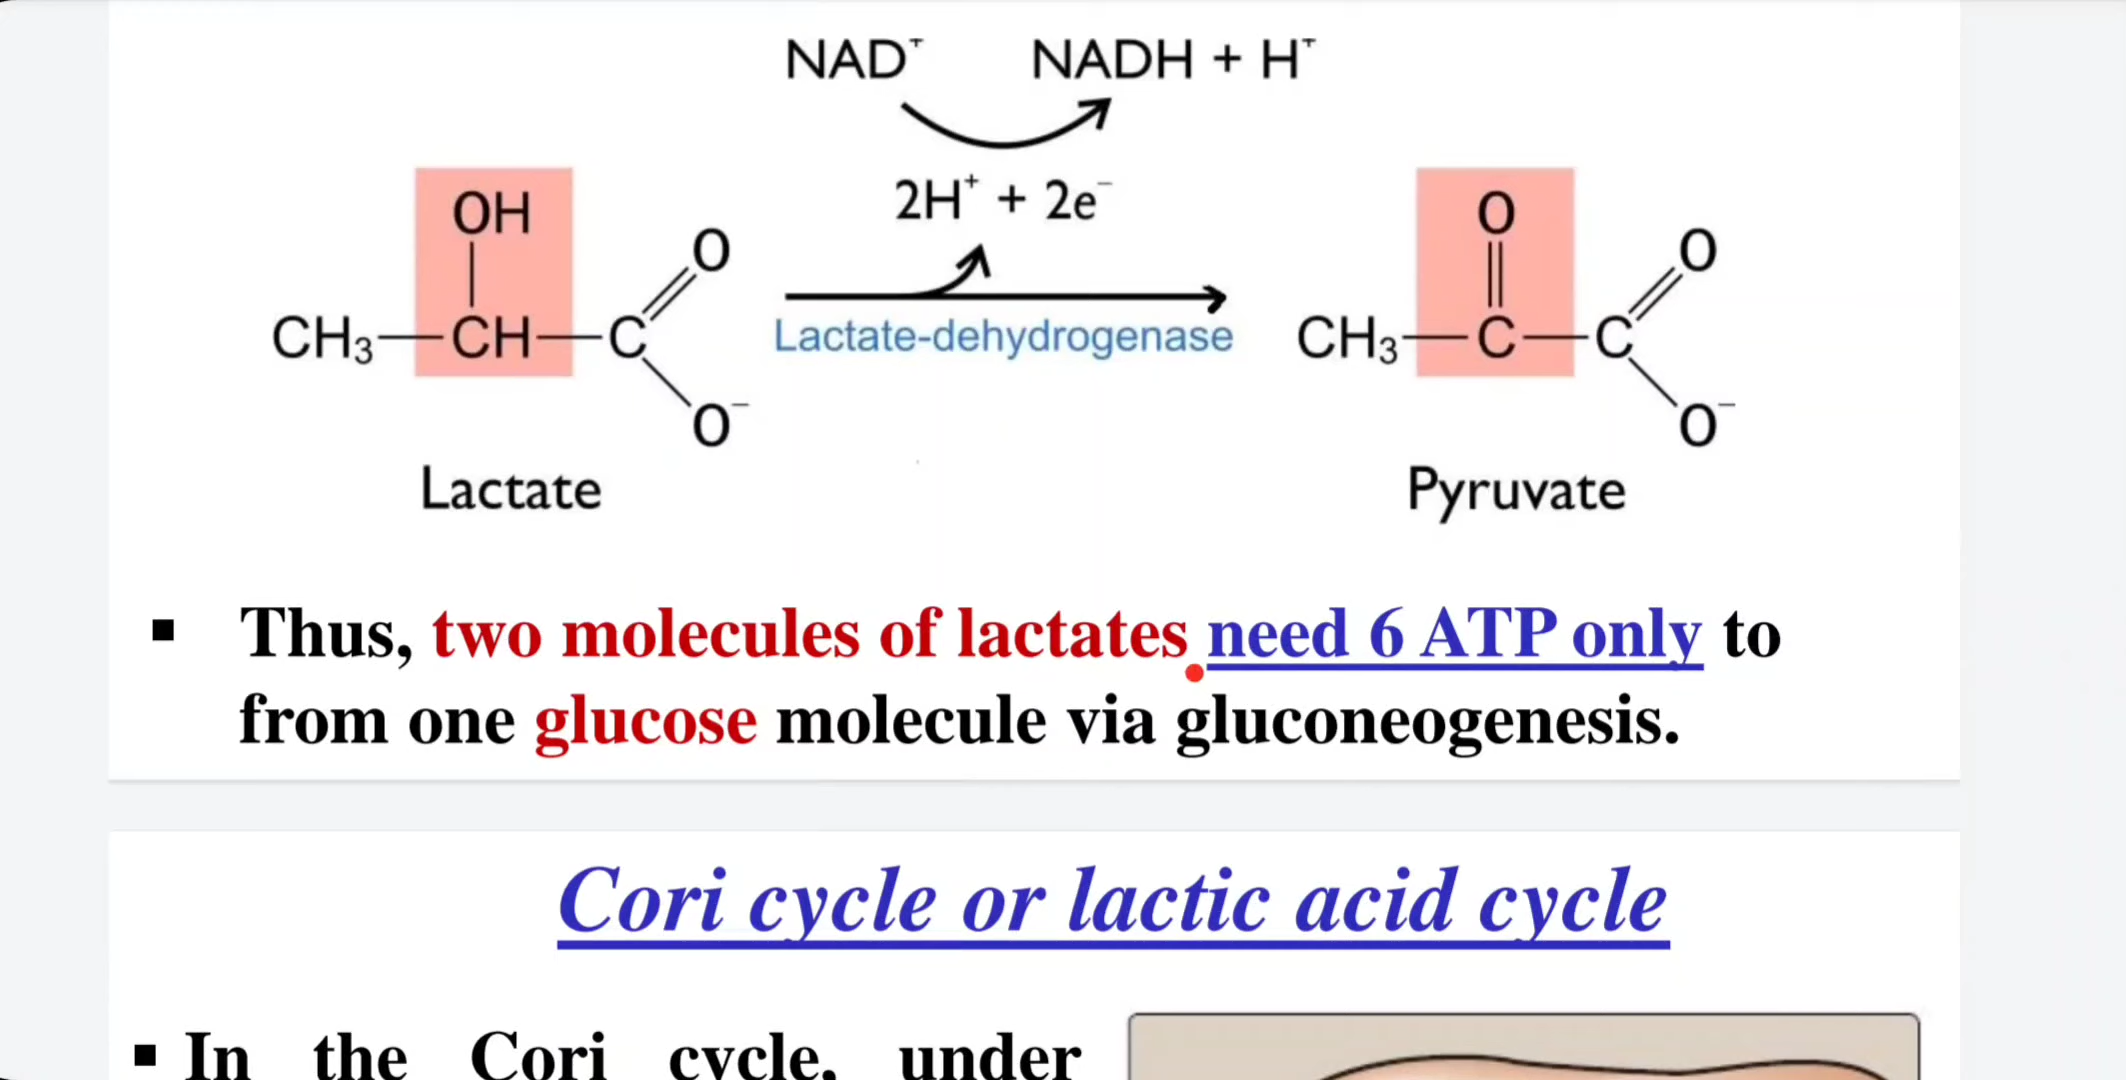 NAD⁺ NADH + H⁺
2H⁺ + 2e⁻
OH
O
CH₃—CH—C
O⁻
Lactate
Lactate-dehydrogenase
O
O
CH₃—C—C
O⁻
Pyruvate
▪ Thus, two molecules of lactates need 6 ATP only to
from one glucose molecule via gluconeogenesis.
Cori cycle or lactic acid cycle
▪ In the Cori cycle, under